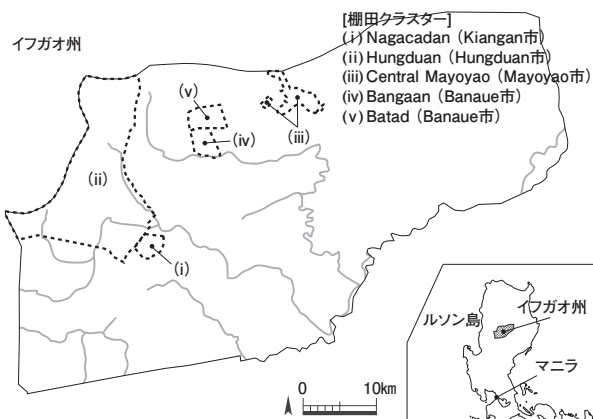 イフガオ州
[棚田クラスター]
(ⅰ) Nagacadan (Kiangan市)
(ⅱ) Hungduan (Hungduan市)
(ⅲ) Central Mayoyao (Mayoyao市)
(ⅳ) Bangaan (Banaue市)
(ⅴ) Batad (Banaue市)
(ⅴ)
(ⅳ)
(ⅲ)
(ⅱ)
(ⅰ)
ルソン島
イフガオ州
マニラ
0 10km